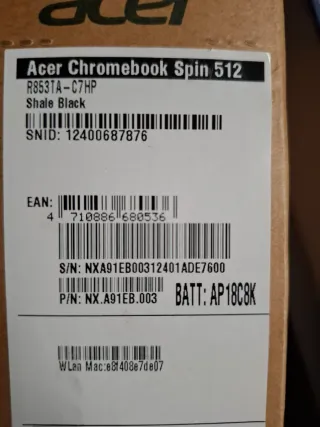 acer
Acer Chromebook Spin 512
R853TA-C7HP
Shale Black
SNID: 12400687876
EAN:
4 710886 680536
S/N: NXA91EB00312401ADE7600
P/N: NX.A91EB.003
BATT: AP18C8K
WLan Mac:e8f408e7de07